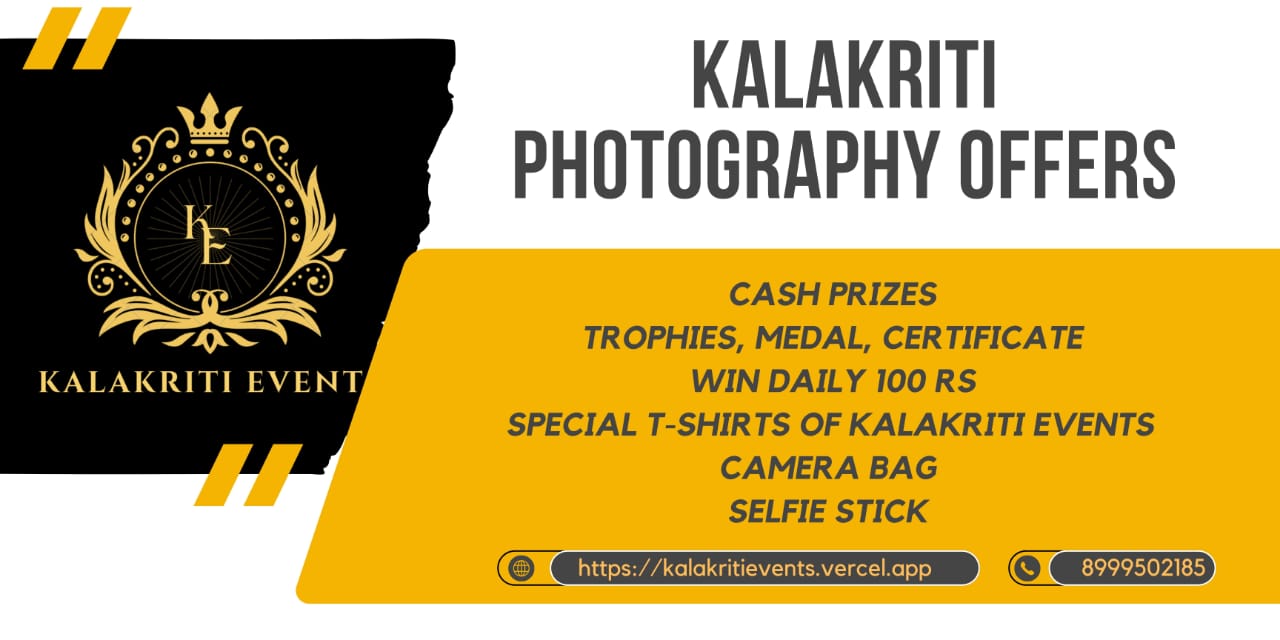 KE
KALAKRITI EVENT
KALAKRITI
PHOTOGRAPHY OFFERS
CASH PRIZES
TROPHIES, MEDAL, CERTIFICATE
WIN DAILY 100 RS
SPECIAL T-SHIRTS OF KALAKRITI EVENTS
CAMERA BAG
SELFIE STICK
https://kalakritievents.vercel.app
8999502185